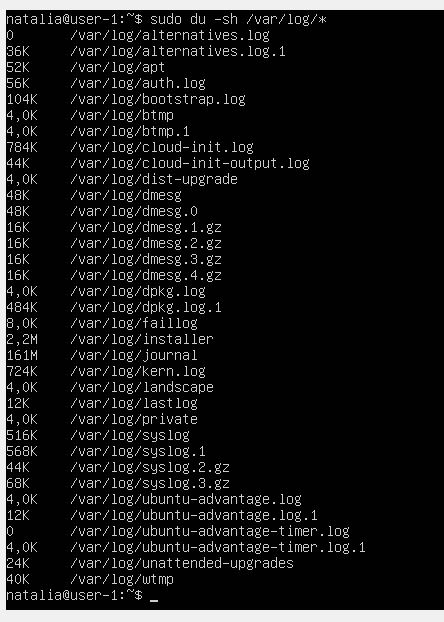 natalia@user-1:~$ sudo du -sh /var/log/*
0 /var/log/alternatives.log
36K /var/log/alternatives.log.1
52K /var/log/apt
56K /var/log/auth.log
104K /var/log/bootstrap.log
4,0K /var/log/btmp
4,0K /var/log/btmp.1
784K /var/log/cloud-init.log
44K /var/log/cloud-init-output.log
4,0K /var/log/dist-upgrade
48K /var/log/dmesg
48K /var/log/dmesg.0
16K /var/log/dmesg.1.gz
16K /var/log/dmesg.2.gz
16K /var/log/dmesg.3.gz
16K /var/log/dmesg.4.gz
4,0K /var/log/dpkg.log
484K /var/log/dpkg.log.1
8,0K /var/log/faillog
2,2M /var/log/installer
161M /var/log/journal
724K /var/log/kern.log
4,0K /var/log/landscape
12K /var/log/lastlog
4,0K /var/log/private
516K /var/log/syslog
568K /var/log/syslog.1
44K /var/log/syslog.2.gz
68K /var/log/syslog.3.gz
4,0K /var/log/ubuntu-advantage.log
12K /var/log/ubuntu-advantage.log.1
0 /var/log/ubuntu-advantage-timer.log
4,0K /var/log/ubuntu-advantage-timer.log.1
24K /var/log/unattended-upgrades
40K /var/log/wtmp
natalia@user-1:~$ _